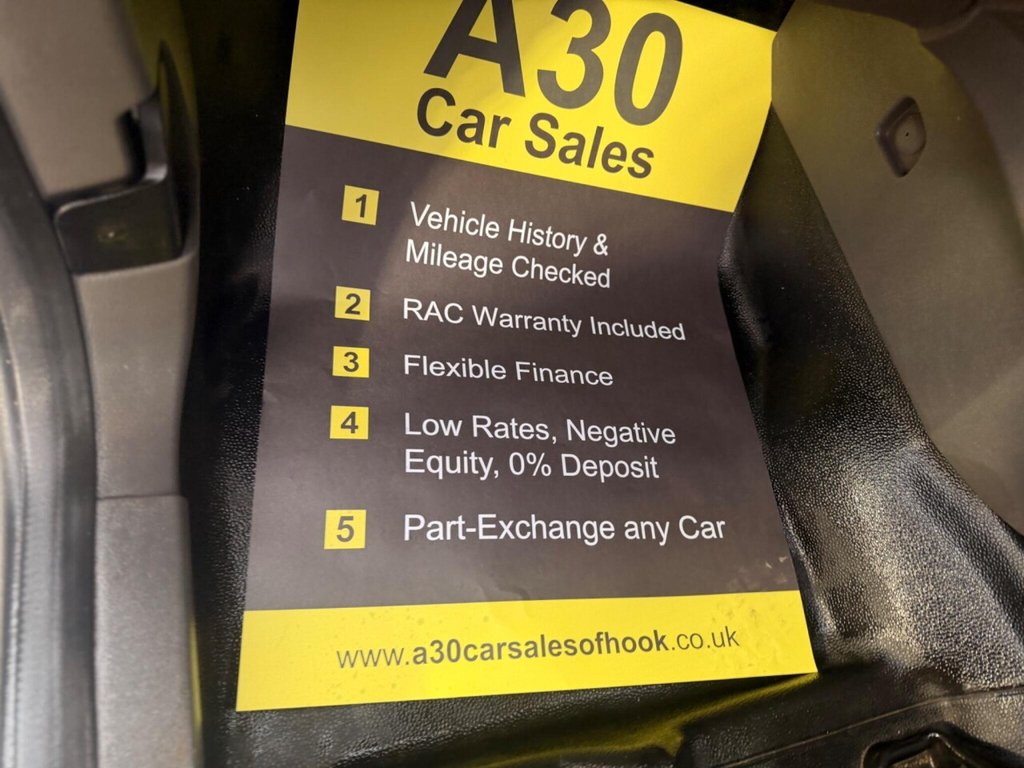 A30
Car Sales
1 Vehicle History &
Mileage Checked
2 RAC Warranty Included
3 Flexible Finance
4 Low Rates, Negative
Equity, 0% Deposit
5 Part-Exchange any Car
www.a30carsalesofhook.co.uk